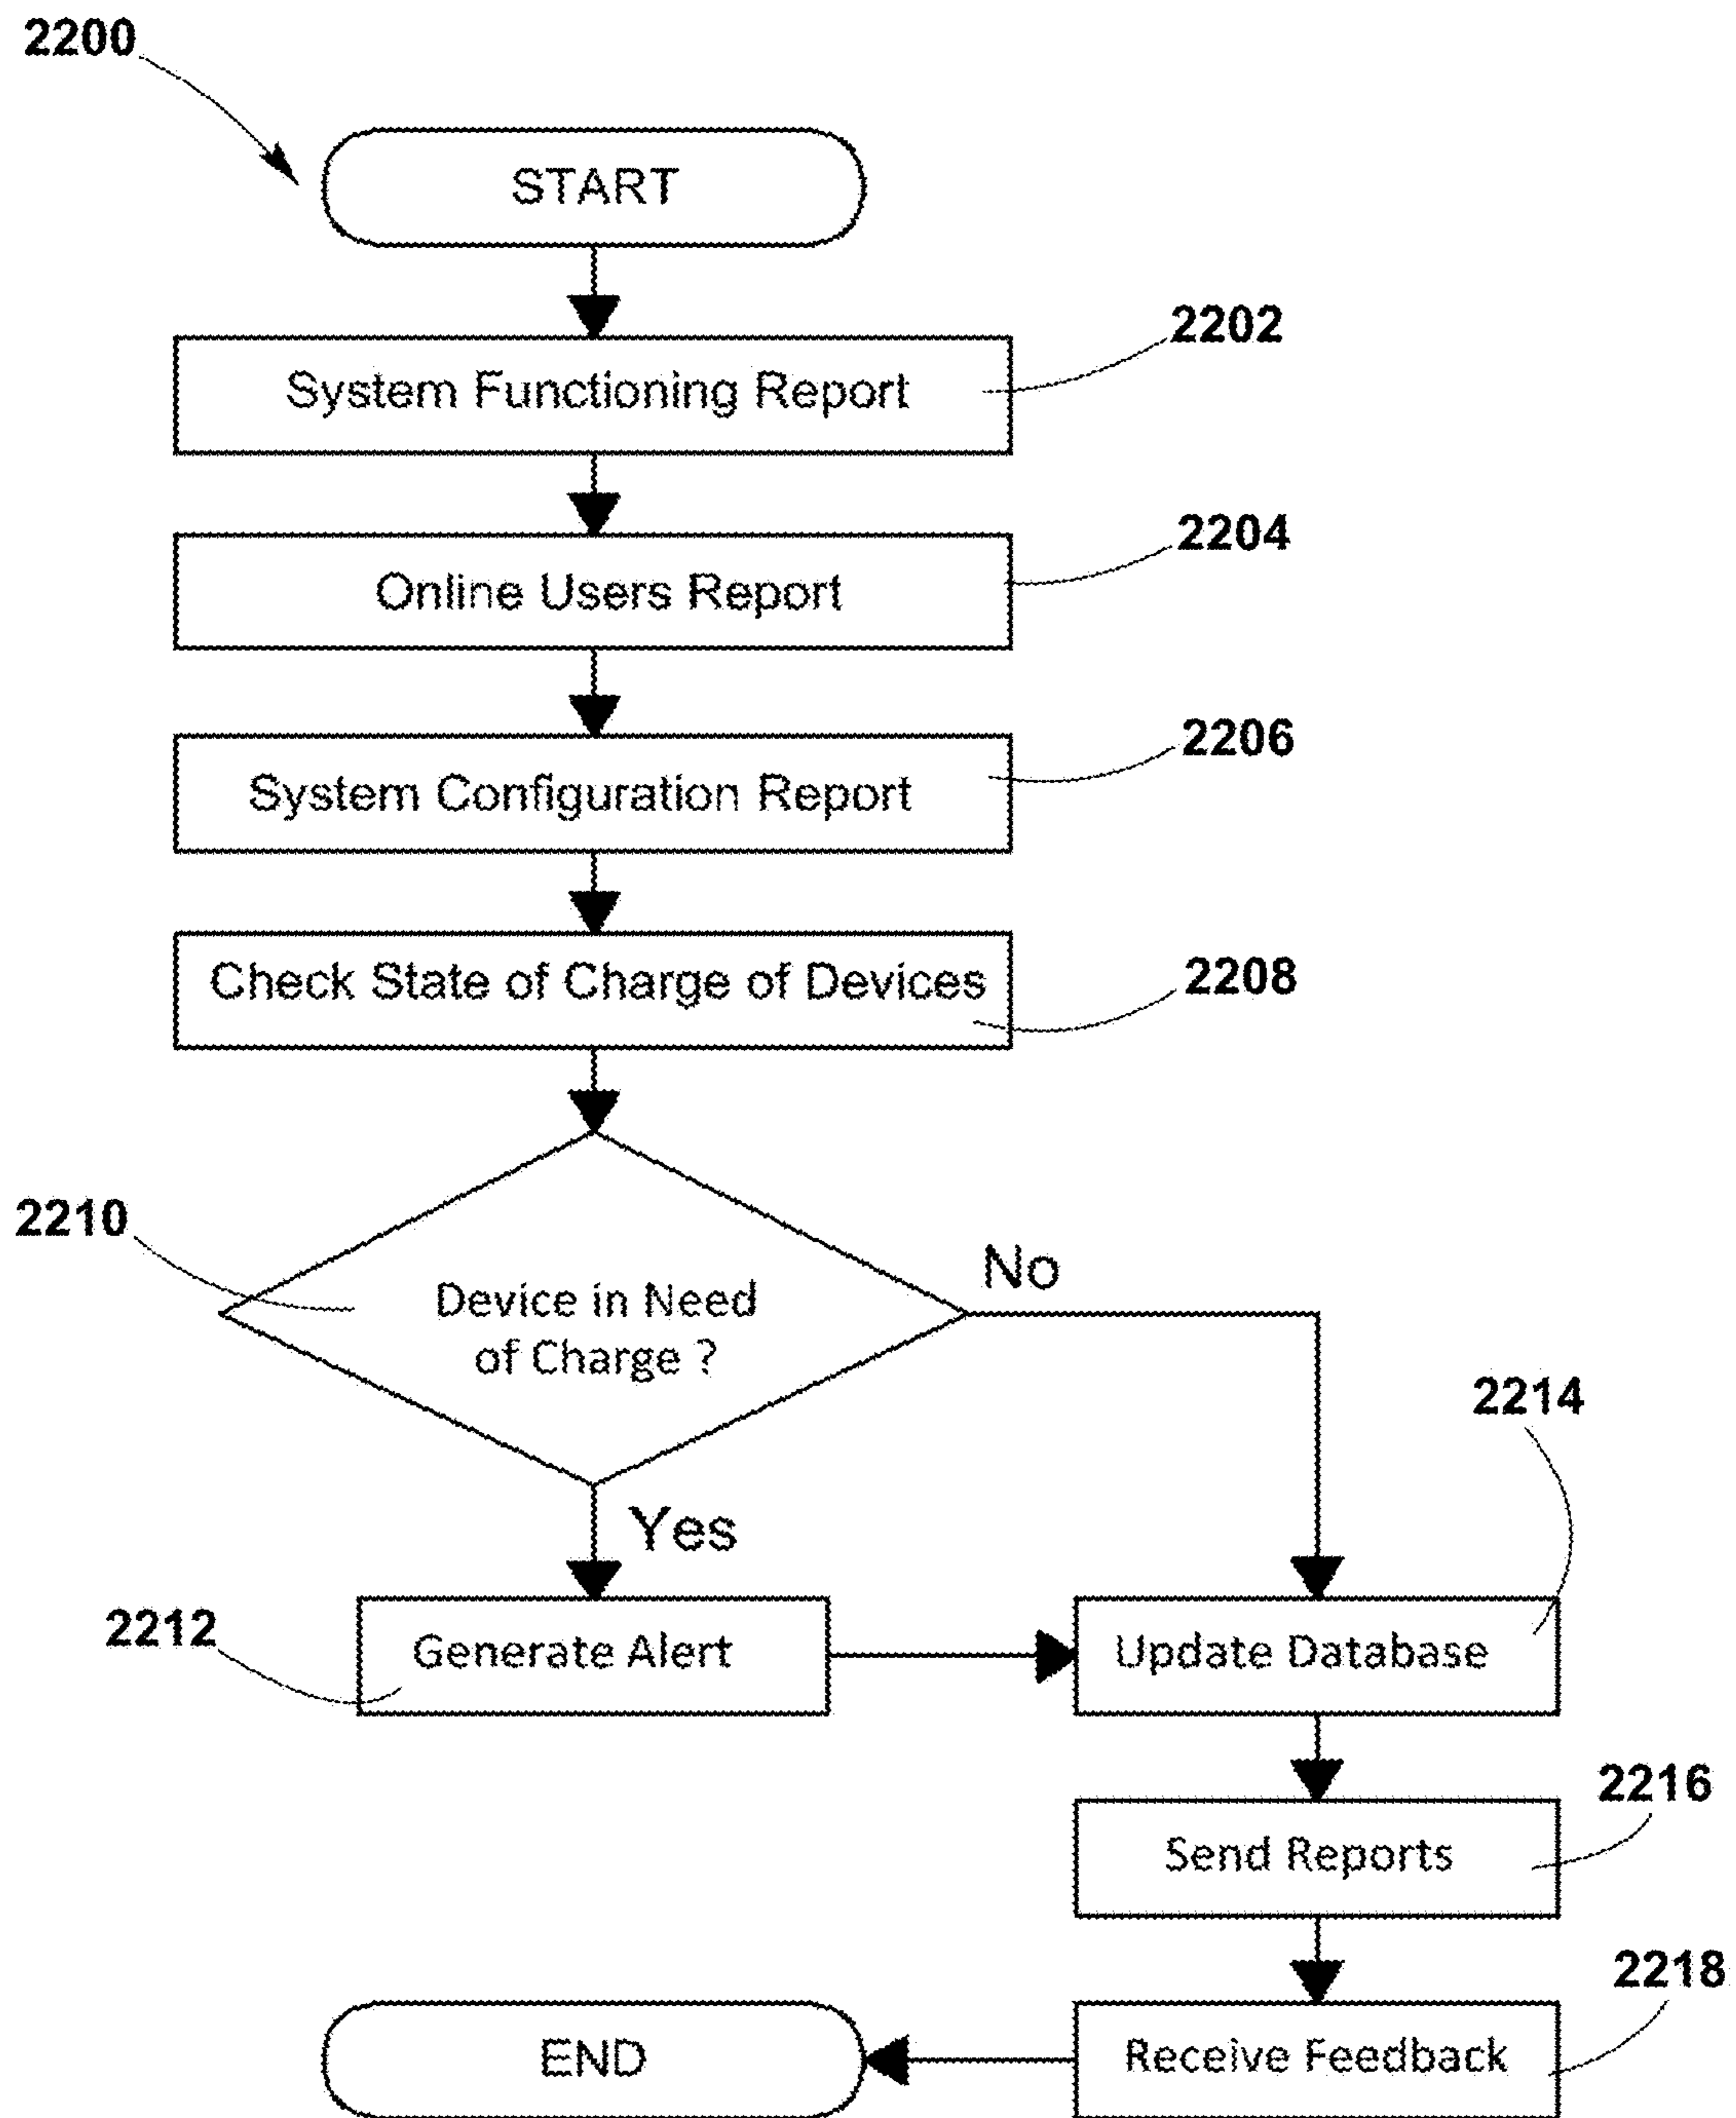 2200
START
2202
System Functioning Report
2204
Online Users Report
2206
System Configuration Report
2208
Check State of Charge of Devices
2210
Device in Need
of Charge ?
No
Yes
2212
Generate Alert
2214
Update Database
2216
Send Reports
2218
Receive Feedback
END